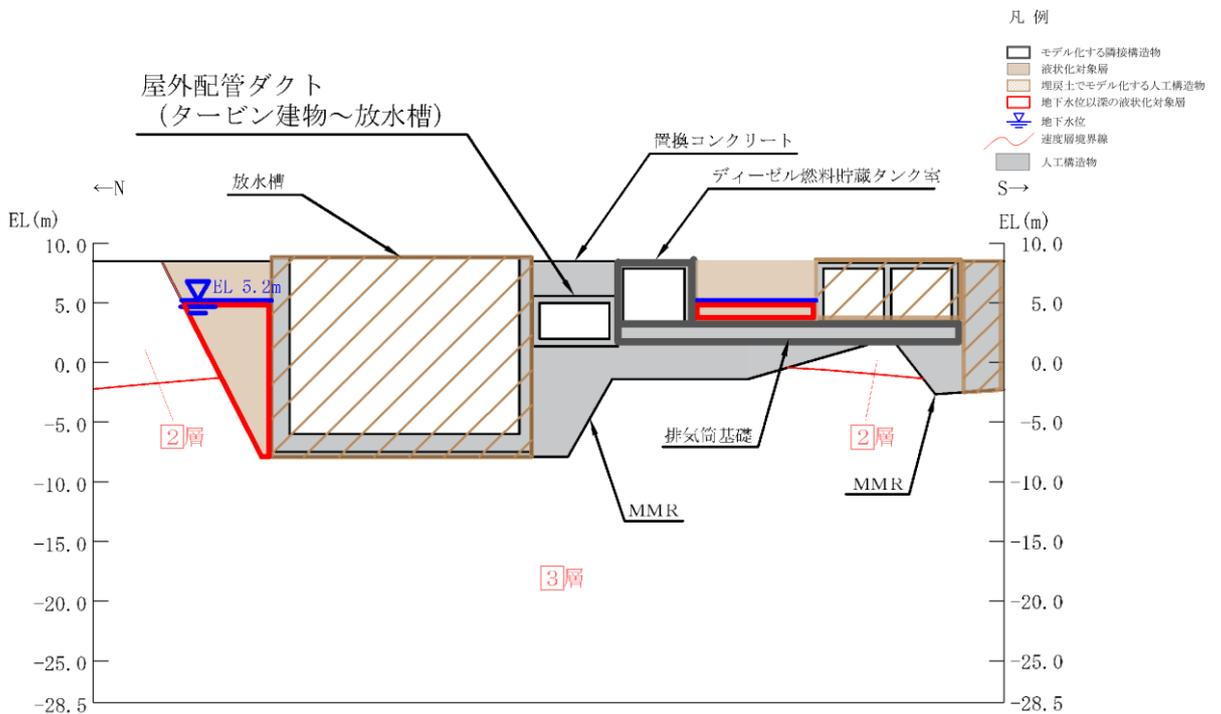 凡 例
モデル化する隣接構造物
液状化対象層
埋戻土でモデル化する人工構造物
地下水位以深の液状化対象層
地下水位
速度層境界線
人工構造物
屋外配管ダクト
(タービン建物～放水槽)
置換コンクリート
ディーゼル燃料貯蔵タンク室
放水槽
←N
S→
EL(m)
EL(m)
10.0
10.0
EL 5.2m
5.0
5.0
0.0
0.0
-5.0
-5.0
2層
排気筒基礎
2層
-10.0
MMR
-10.0
MMR
-15.0
-15.0
3層
-20.0
-20.0
-25.0
-25.0
-28.5
-28.5